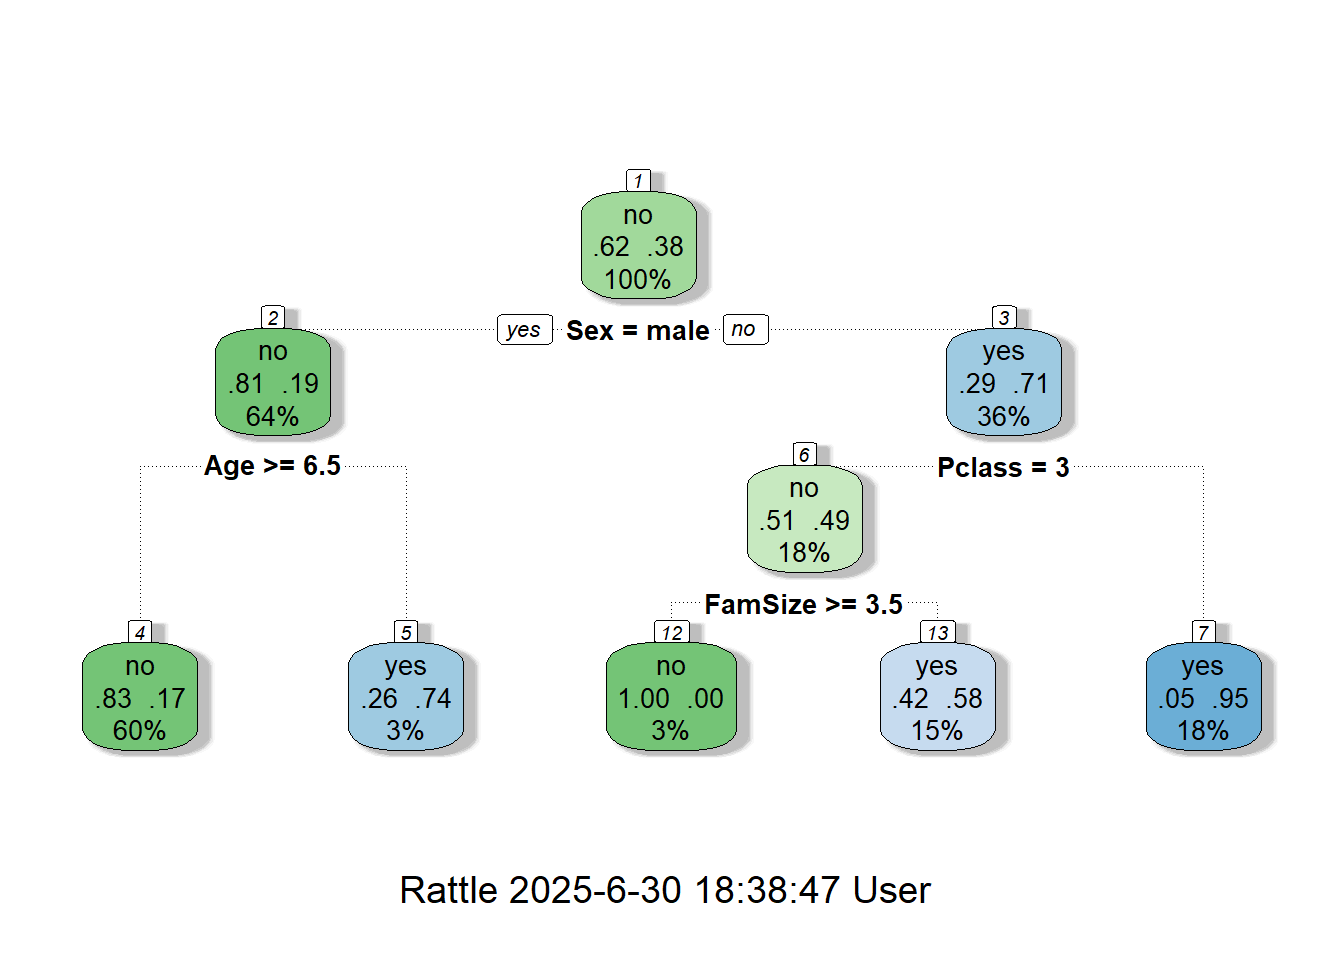 1
no
.62 .38
100%
yes Sex = male no
2
no
.81 .19
64%
3
yes
.29 .71
36%
Age >= 6.5
Pclass = 3
6
no
.51 .49
18%
FamSize >= 3.5
4
no
.83 .17
60%
5
yes
.26 .74
3%
12
no
1.00 .00
3%
13
yes
.42 .58
15%
7
yes
.05 .95
18%
Rattle 2025-6-30 18:38:47 User